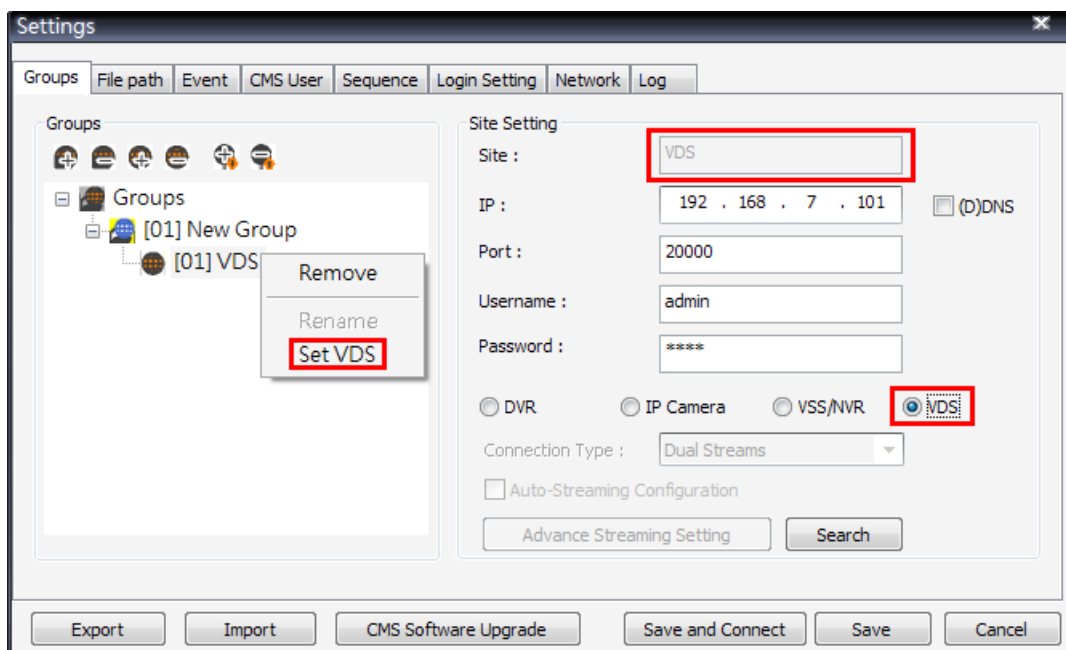 Settings
Groups File path Event CMS User Sequence Login Setting Network Log
Groups
Groups
[01] New Group
[01] VDS
Remove
Rename
Set VDS
Site Setting
Site : VDS
IP : 192 . 168 . 7 . 101 (D)DNS
Port : 20000
Username : admin
Password : ****
DVR IP Camera VSS/NVR VDS
Connection Type : Dual Streams
Auto-Streaming Configuration
Advance Streaming Setting Search
Export Import CMS Software Upgrade Save and Connect Save Cancel